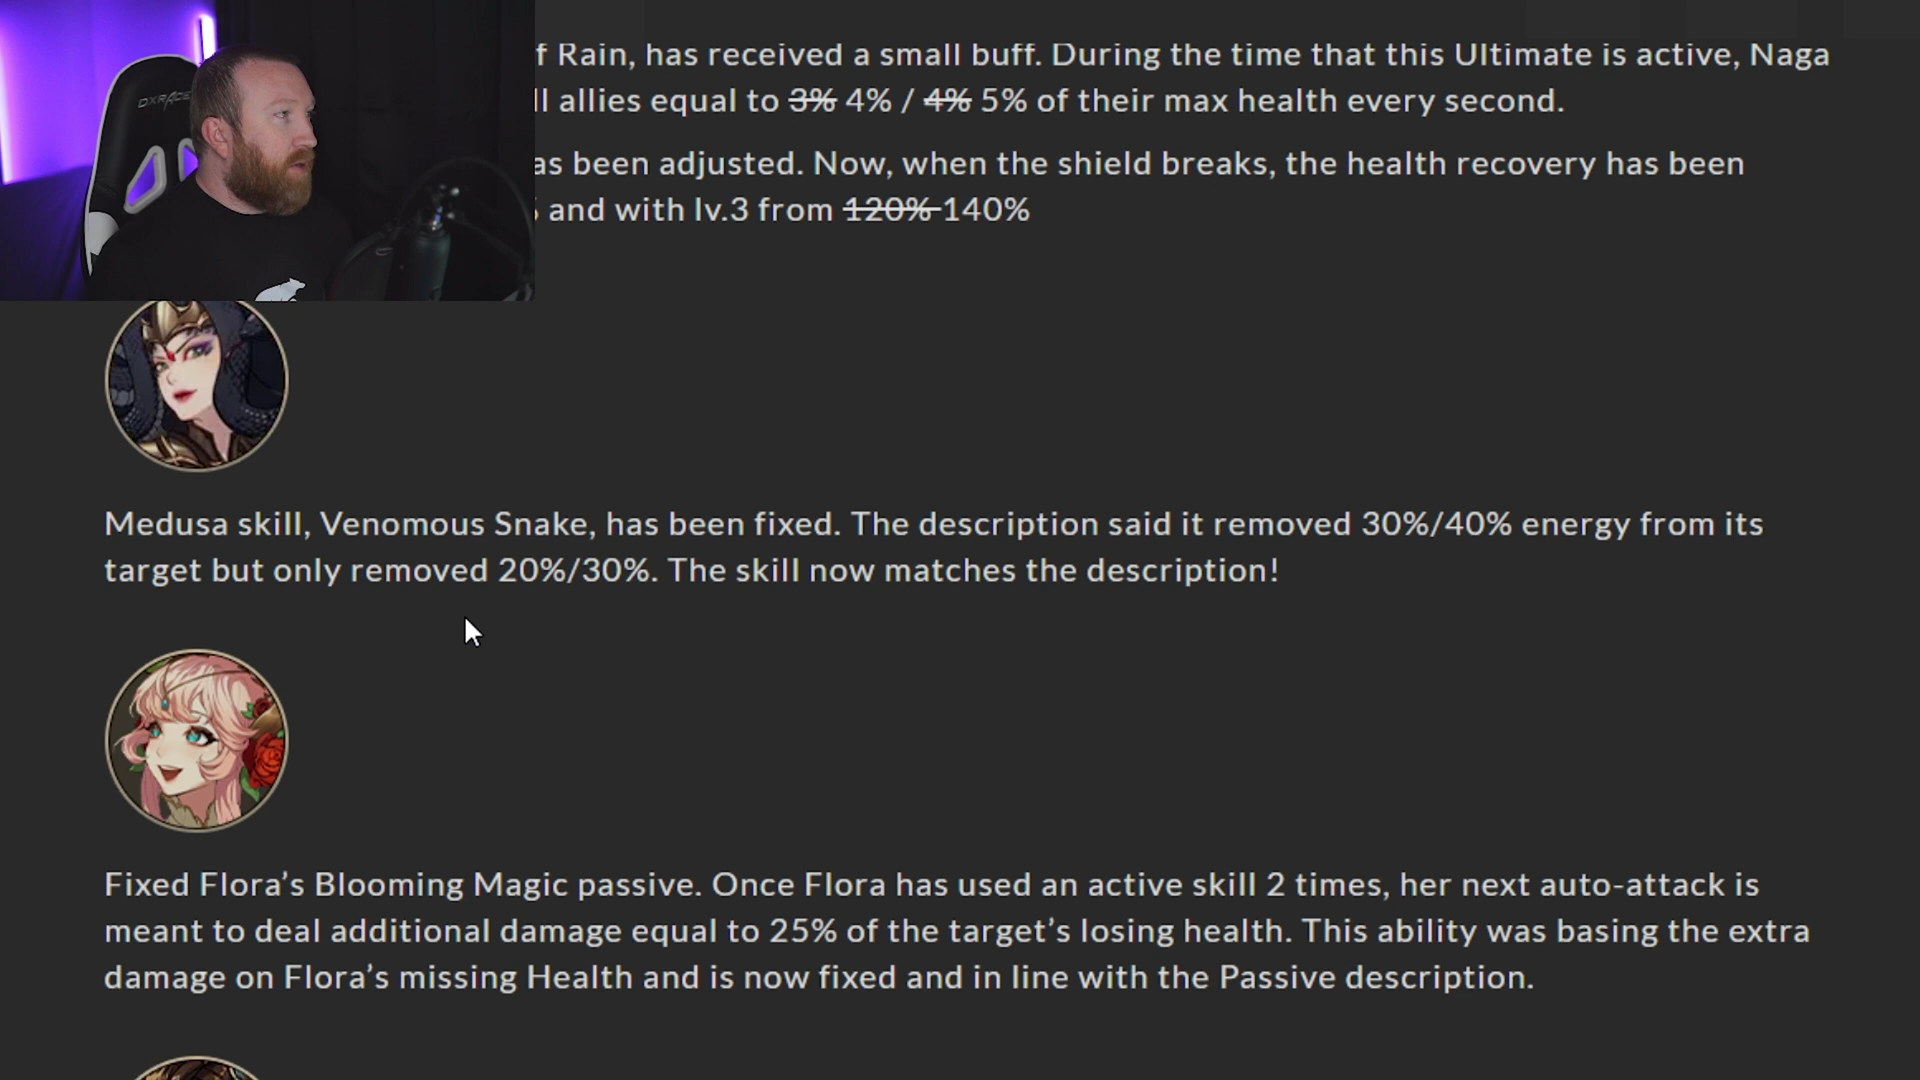 f Rain, has received a small buff. During the time that this Ultimate is active, Naga
ll allies equal to 3% 4% / 4% 5% of their max health every second.
as been adjusted. Now, when the shield breaks, the health recovery has been
and with lv.3 from 120% 140%
Medusa skill, Venomous Snake, has been fixed. The description said it removed 30%/40% energy from its
target but only removed 20%/30%. The skill now matches the description!
Fixed Flora’s Blooming Magic passive. Once Flora has used an active skill 2 times, her next auto-attack is
meant to deal additional damage equal to 25% of the target’s losing health. This ability was basing the extra
damage on Flora’s missing Health and is now fixed and in line with the Passive description.